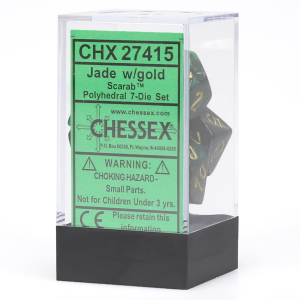 CHX 27415
Jade w/gold
Scarab™
Polyhedral 7-Die Set
www.chessex.com
CHESSEX
WARNING:
CHOKING HAZARD-
Small Parts.
Not for Children Under 3 yrs.
CE
Please retain this
information